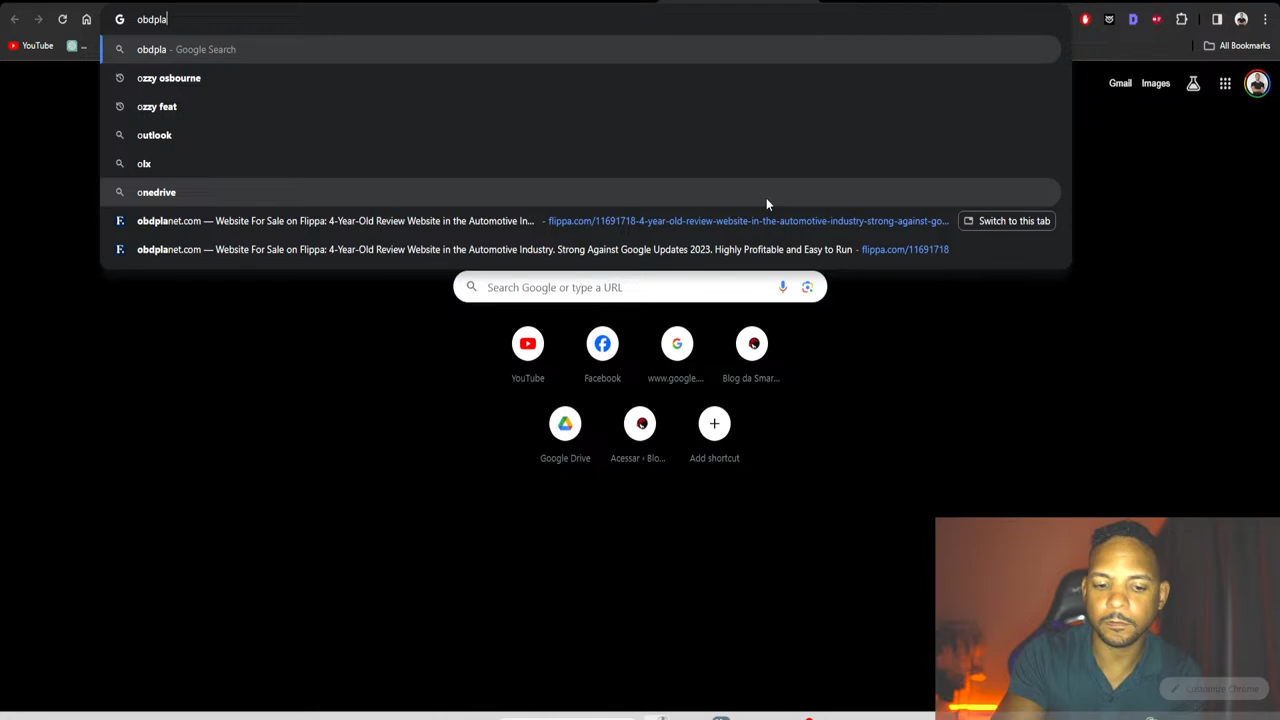 obdpla
YouTube
All Bookmarks
obdpla - Google Search
ozzy osbourne
ozzy feat
outlook
olx
onedrive
obdplanet.com — Website For Sale on Flippa: 4-Year-Old Review Website in the Automotive In... - flippa.com/11691718-4-year-old-review-website-in-the-automotive-industry-strong-against-go... Switch to this tab
obdplanet.com — Website For Sale on Flippa: 4-Year-Old Review Website in the Automotive Industry. Strong Against Google Updates 2023. Highly Profitable and Easy to Run - flippa.com/11691718
Gmail Images
Search Google or type a URL
YouTube Facebook www.google.... Blog da Smar...
Google Drive Acessar ‹ Blo... Add shortcut
Customize Chrome